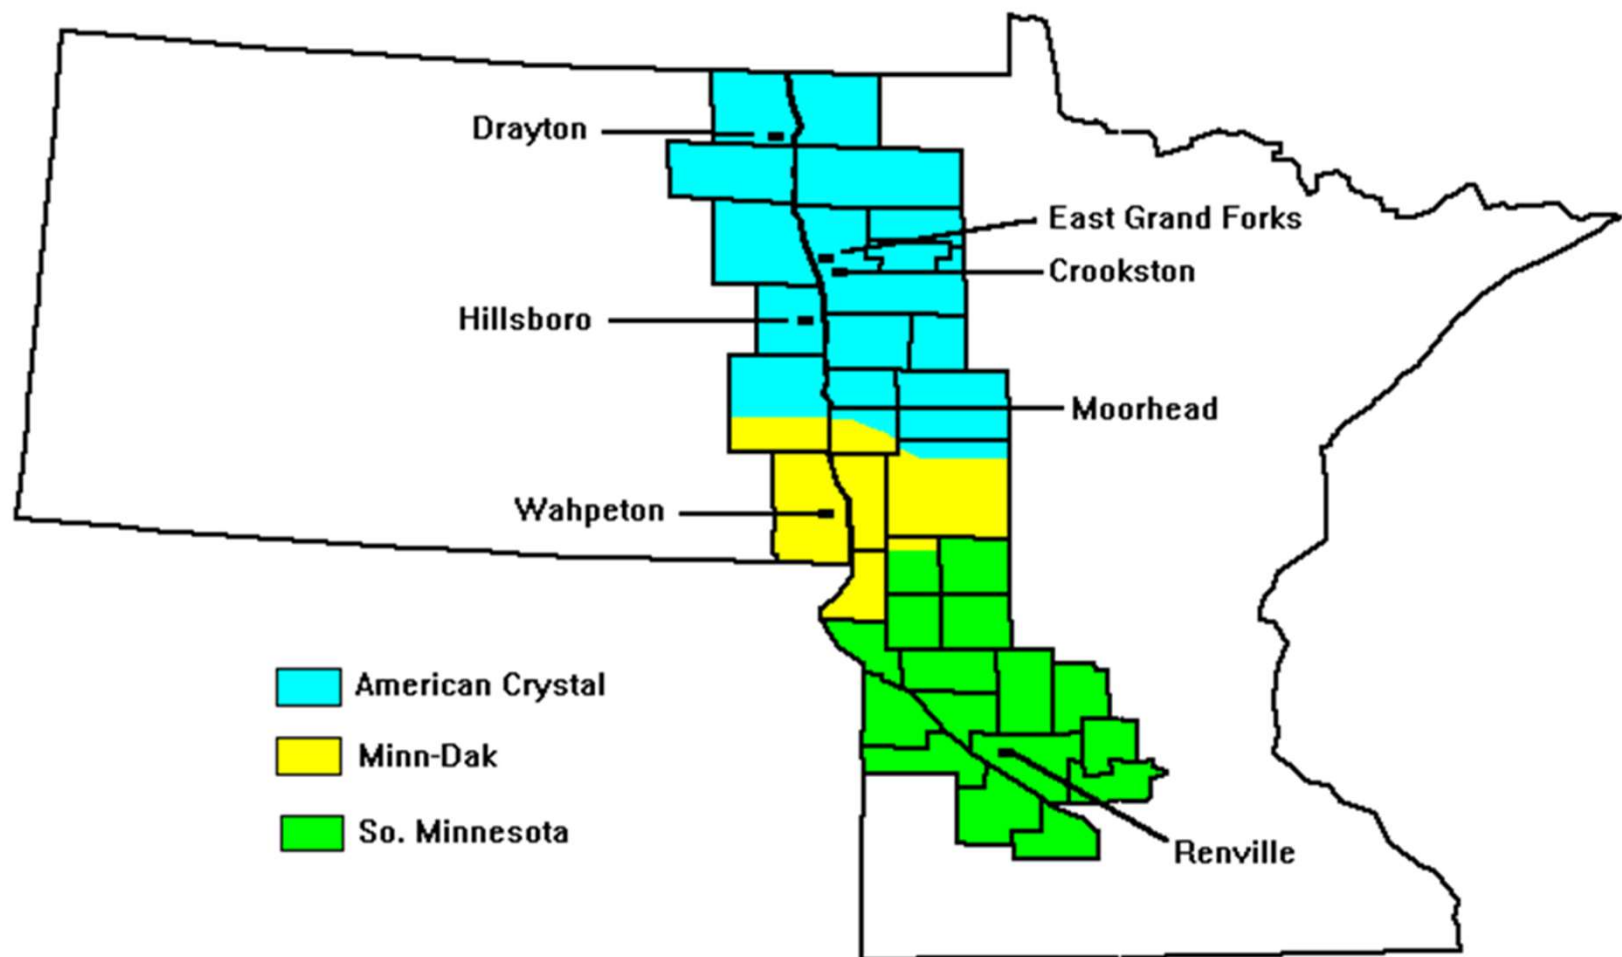 Drayton
East Grand Forks
Crookston
Hillsboro
Moorhead
Wahpeton
American Crystal
Minn-Dak
So. Minnesota
Renville